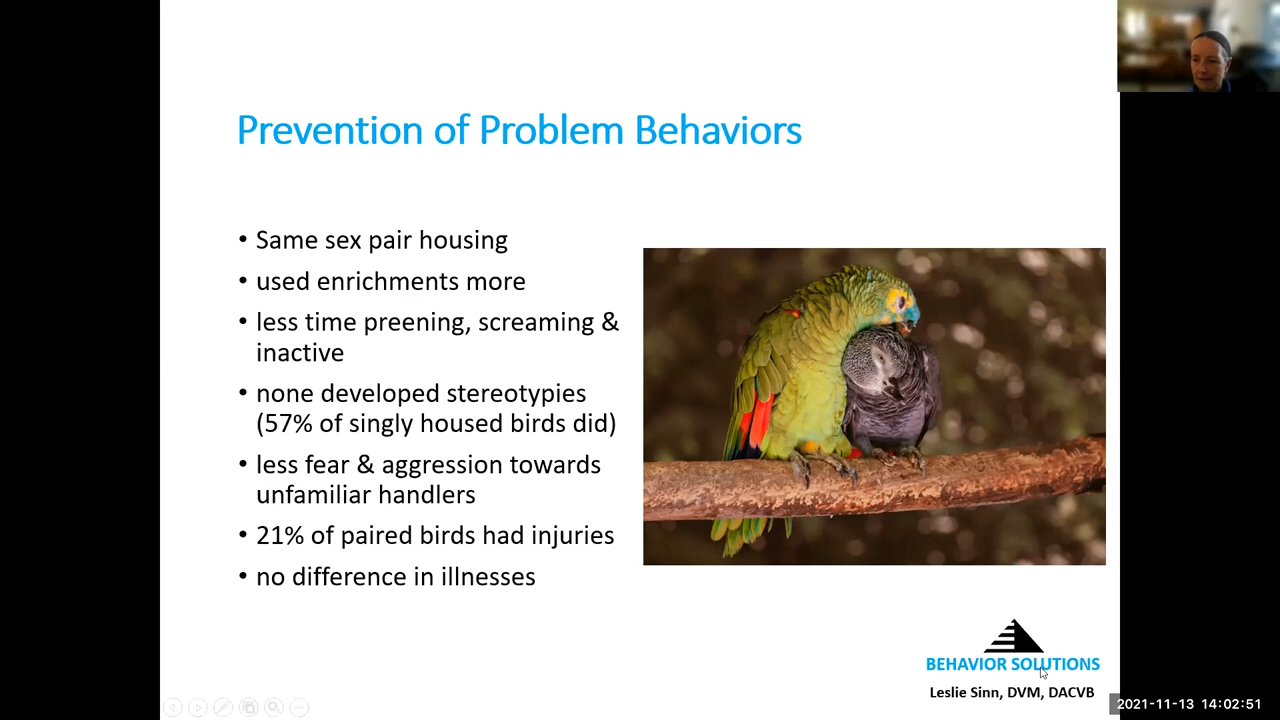 Prevention of Problem Behaviors
• Same sex pair housing
• used enrichments more
• less time preening, screaming &
inactive
• none developed stereotypies
(57% of singly housed birds did)
• less fear & aggression towards
unfamiliar handlers
• 21% of paired birds had injuries
• no difference in illnesses
BEHAVIOR SOLUTIONS
Leslie Sinn, DVM, DACVB
2021-11-13 14:02:51